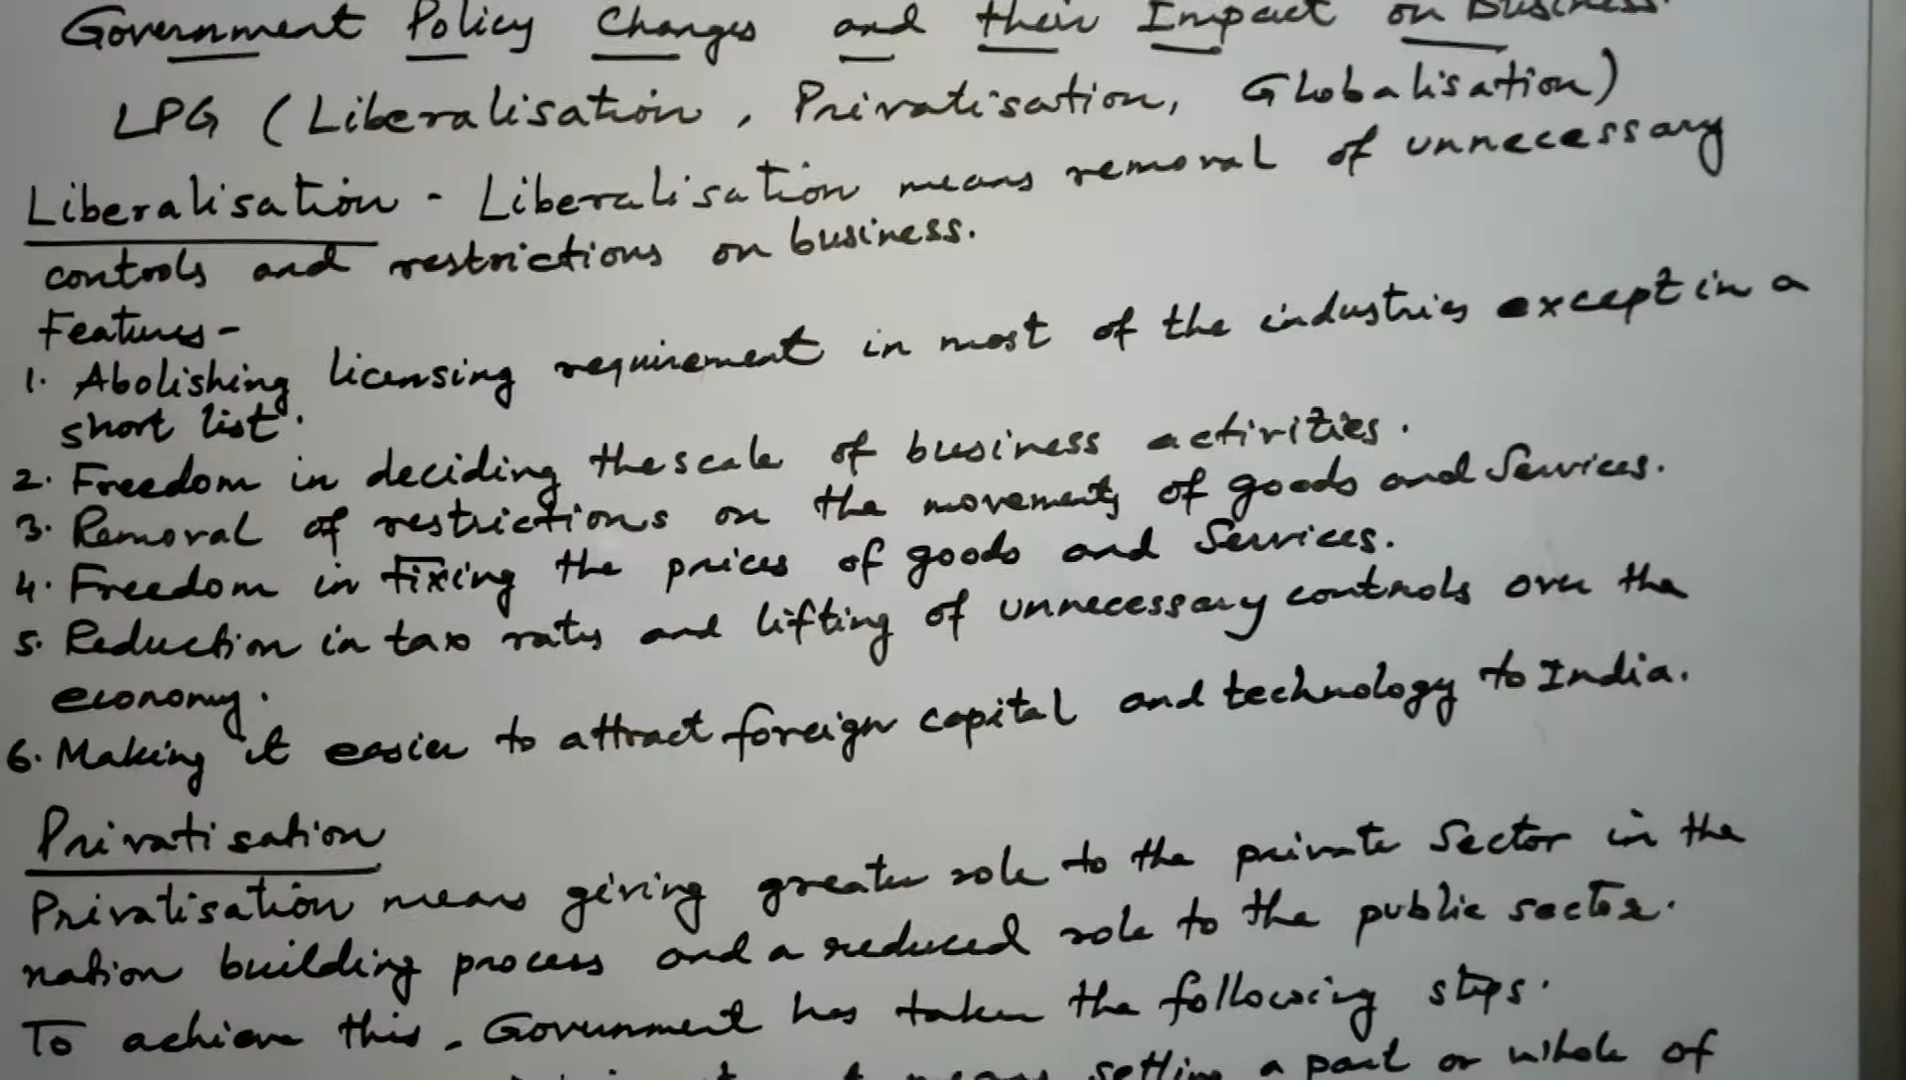 Government Policy Changes and their Impact on Business.
LPG (Liberalisation, Privatisation, Globalisation)
Liberalisation - Liberalisation means removal of unnecessary
controls and restrictions on business.
Features -
1. Abolishing licensing requirement in most of the industries except in a
short list.
2. Freedom in deciding the scale of business activities.
3. Removal of restrictions on the movements of goods and Services.
4. Freedom in fixing the prices of goods and Services.
5. Reduction in tax rates and lifting of unnecessary controls over the
economy.
6. Making it easier to attract foreign capital and technology to India.
Privatisation
Privatisation means giving greater role to the private Sector in the
nation building process and a reduced role to the public sector.
To achieve this, Government has taken the following steps.
means selling a part or whole of